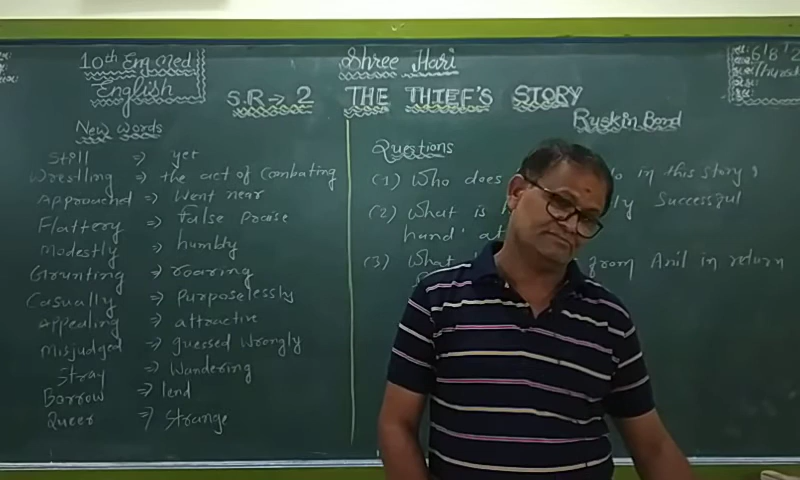 10th Eng Med
English
Shree Hari
S.R → 2 THE THIEF'S STORY
Ruskin Bond
New words
Still ⇒ yet
Wrestling ⇒ the act of Combating
Approached ⇒ Went near
Flattery ⇒ false Praise
Modestly ⇒ humbly
Grunting ⇒ roaring
Casually ⇒ Purposelessly
Appealing ⇒ attractive
Misjudged ⇒ guessed Wrongly
Stray ⇒ Wandering
Borrow ⇒ lend
Queer ⇒ Strange
Questions
(1) Who does in this story?
(2) What is Successful
hand' at
(3) What from Anil in return